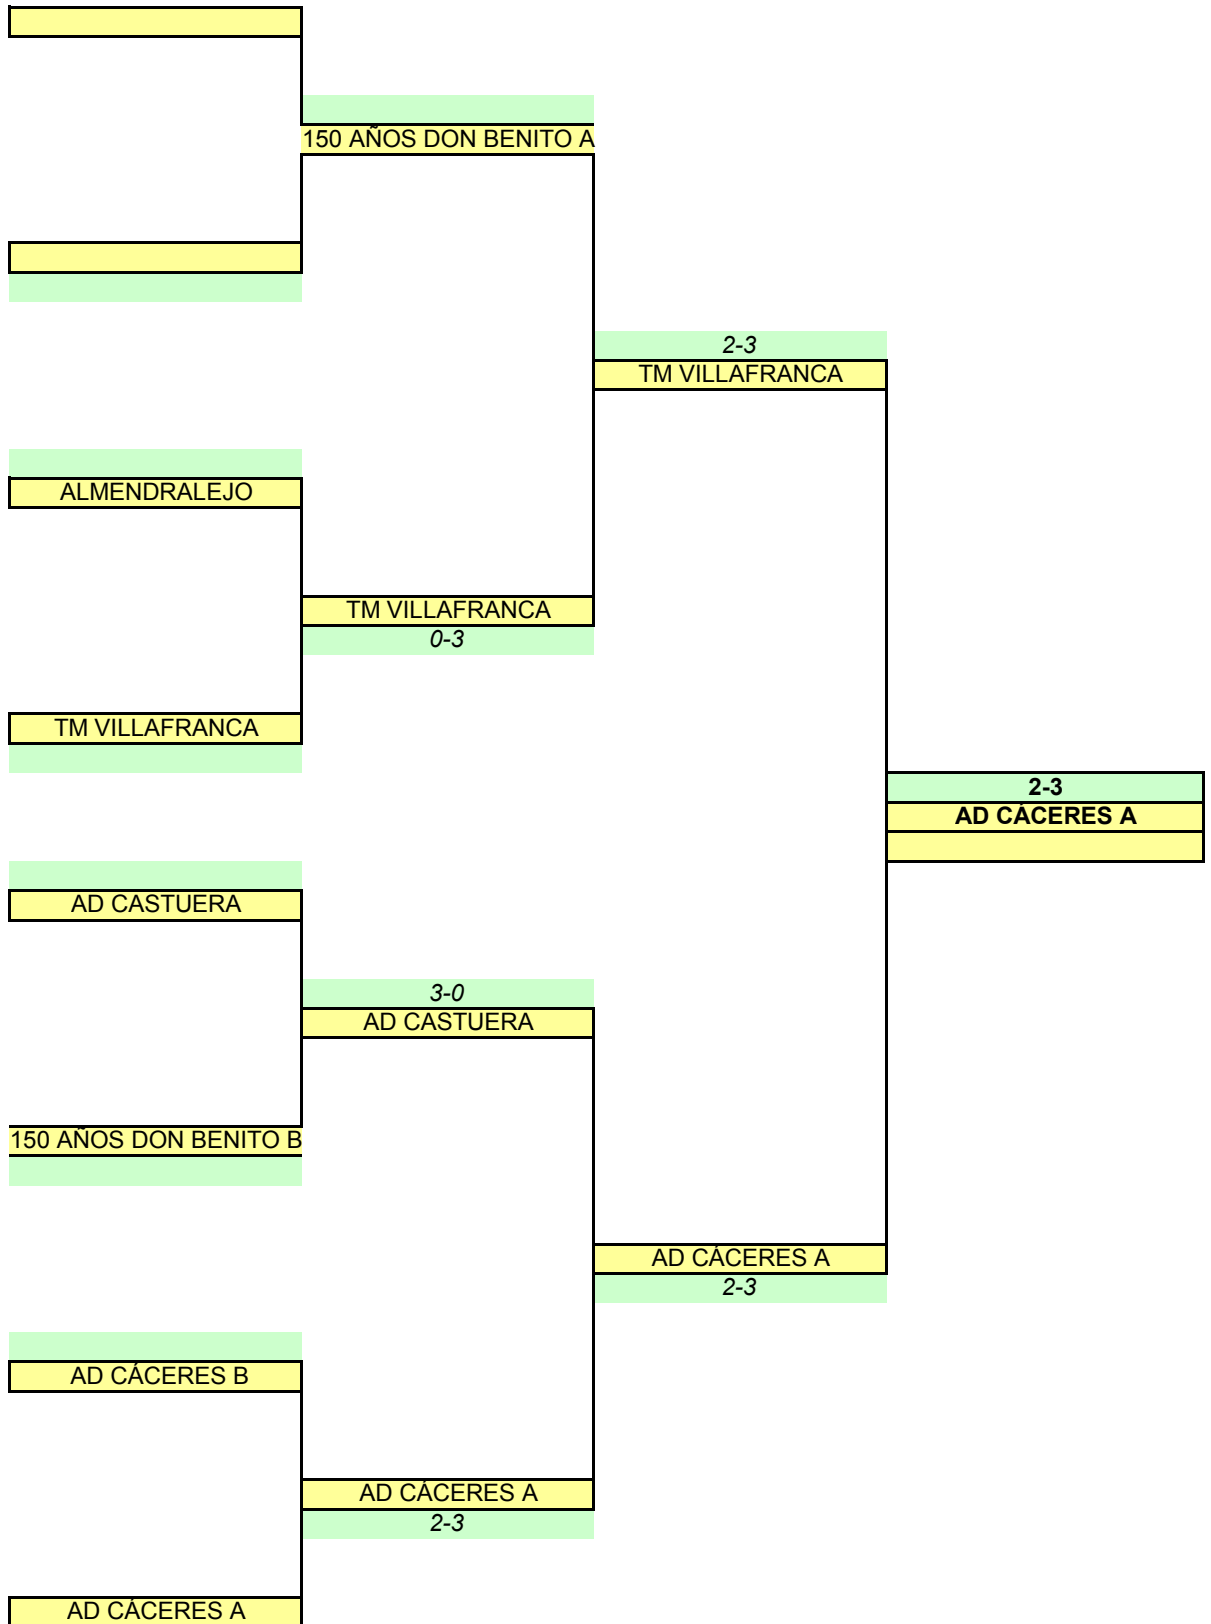 150 AÑOS DON BENITO A
2-3
TM VILLAFRANCA
ALMENDRALEJO
TM VILLAFRANCA
0-3
TM VILLAFRANCA
2-3
AD CÁCERES A
AD CASTUERA
3-0
AD CASTUERA
150 AÑOS DON BENITO B
AD CÁCERES A
2-3
AD CÁCERES B
AD CÁCERES A
2-3
AD CÁCERES A